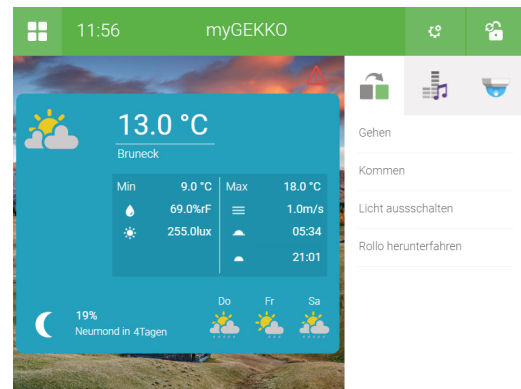 11:56 myGEKKO
13.0 °C
Bruneck
Min 9.0 °C Max 18.0 °C
69.0%rF 1.0m/s
255.0lux 05:34
21:01
Do Fr Sa
19%
Neumond in 4Tagen
Gehen
Kommen
Licht aussschalten
Rollo herunterfahren